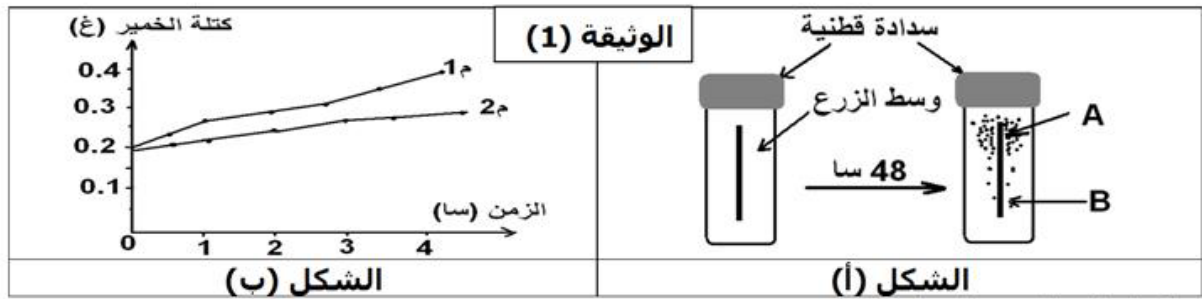 الوثيقة (1)
سدادة قطنية
وسط الزرع
48 سا
A
B
الشكل (أ)
كتلة الخمير (غ)
0.4
0.3
0.2
0.1
0
1
2
3
4
م1
م2
الزمن (سا)
الشكل (ب)